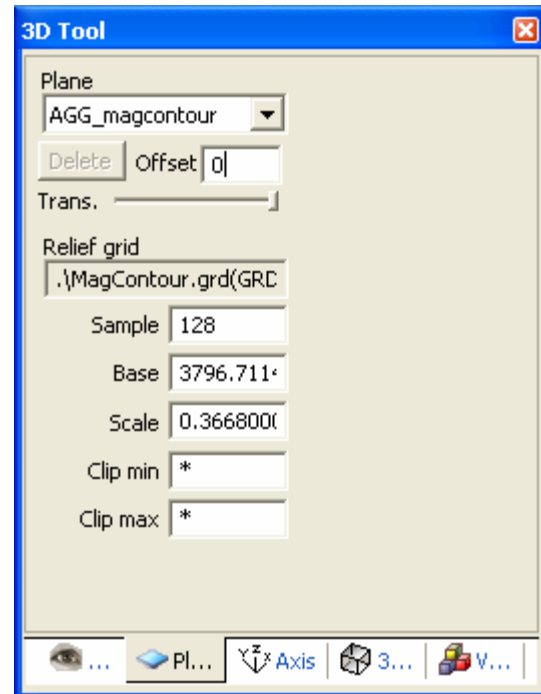 3D Tool
Plane
AGG_magcontour
Delete Offset 0
Trans.
Relief grid
.\MagContour.grd(GRD
Sample 128
Base 3796.711
Scale 0.366800
Clip min *
Clip max *
... Pl... Y Z X Axis 3... V...